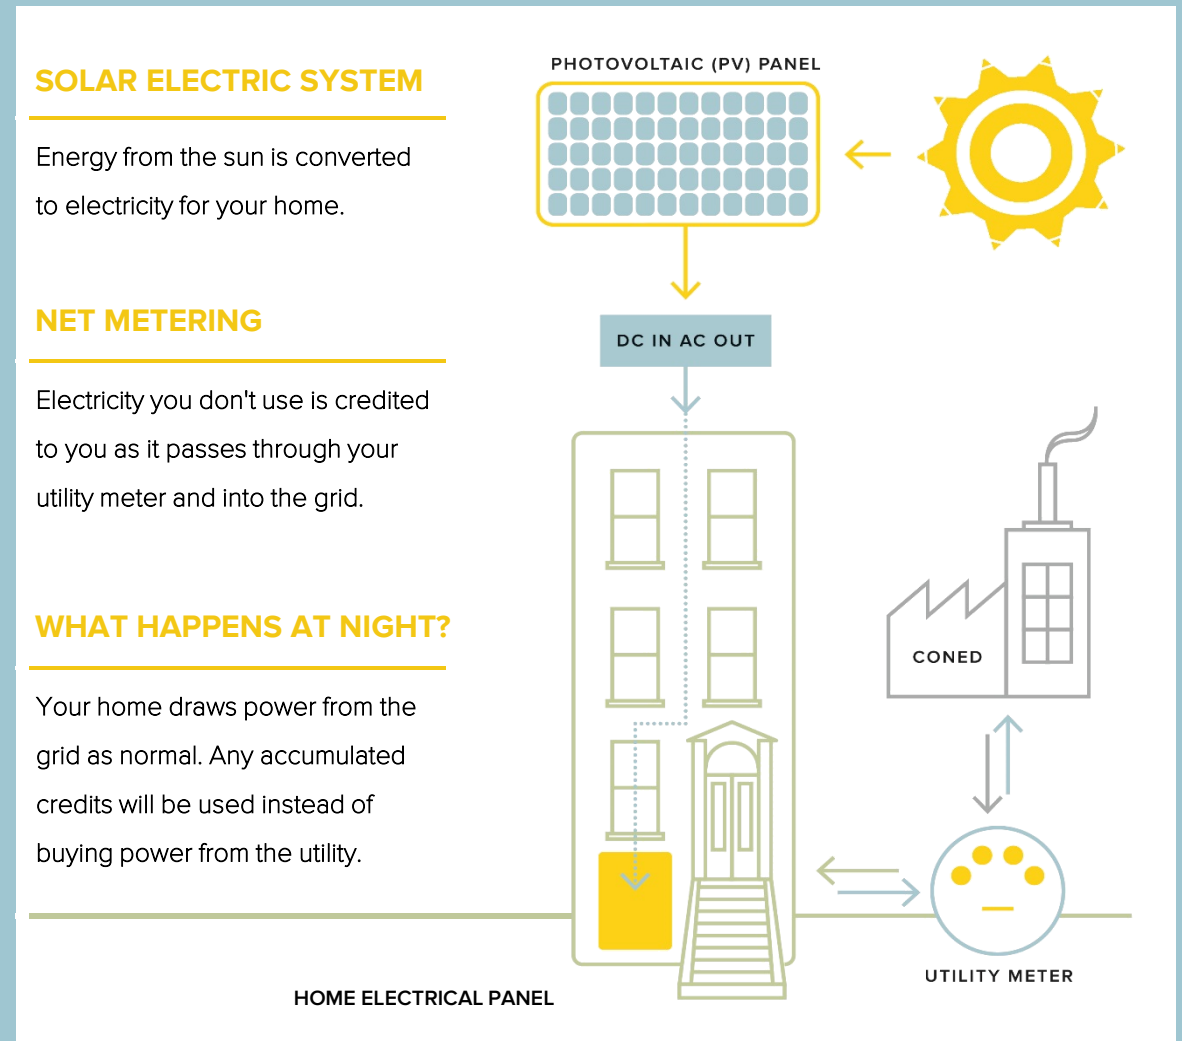 SOLAR ELECTRIC SYSTEM
Energy from the sun is converted
to electricity for your home.
NET METERING
Electricity you don't use is credited
to you as it passes through your
utility meter and into the grid.
WHAT HAPPENS AT NIGHT?
Your home draws power from the
grid as normal. Any accumulated
credits will be used instead of
buying power from the utility.
PHOTOVOLTAIC (PV) PANEL
DC IN AC OUT
CONED
UTILITY METER
HOME ELECTRICAL PANEL